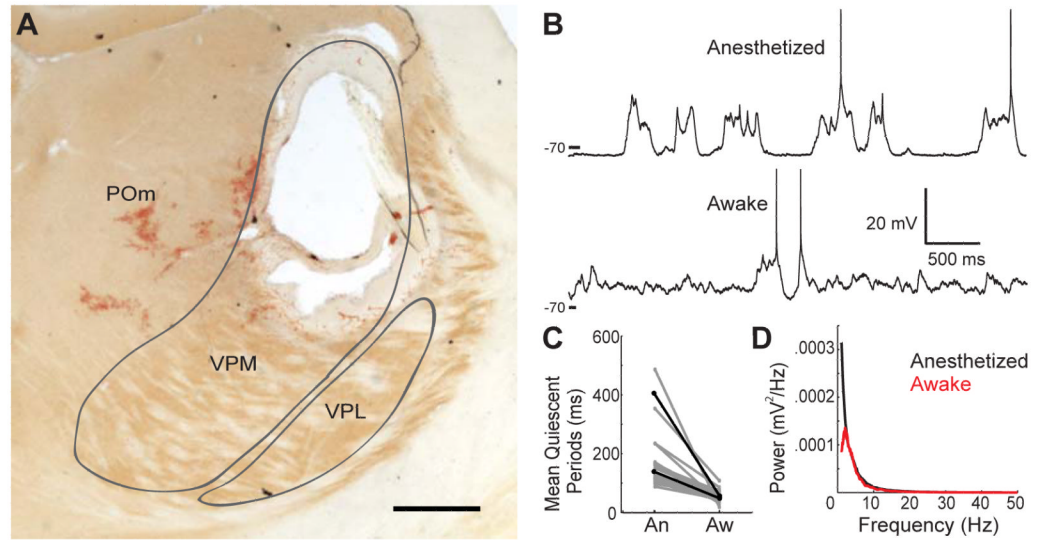 A
POm
VPM
VPL
B
Anesthetized
-70
Awake
20 mV
500 ms
-70
C
Mean Quiescent
Periods (ms)
600
400
200
0
An
Aw
D
Power (mV²/Hz)
.0003
.0002
.0001
Anesthetized
Awake
0
10
20
30
40
50
Frequency (Hz)